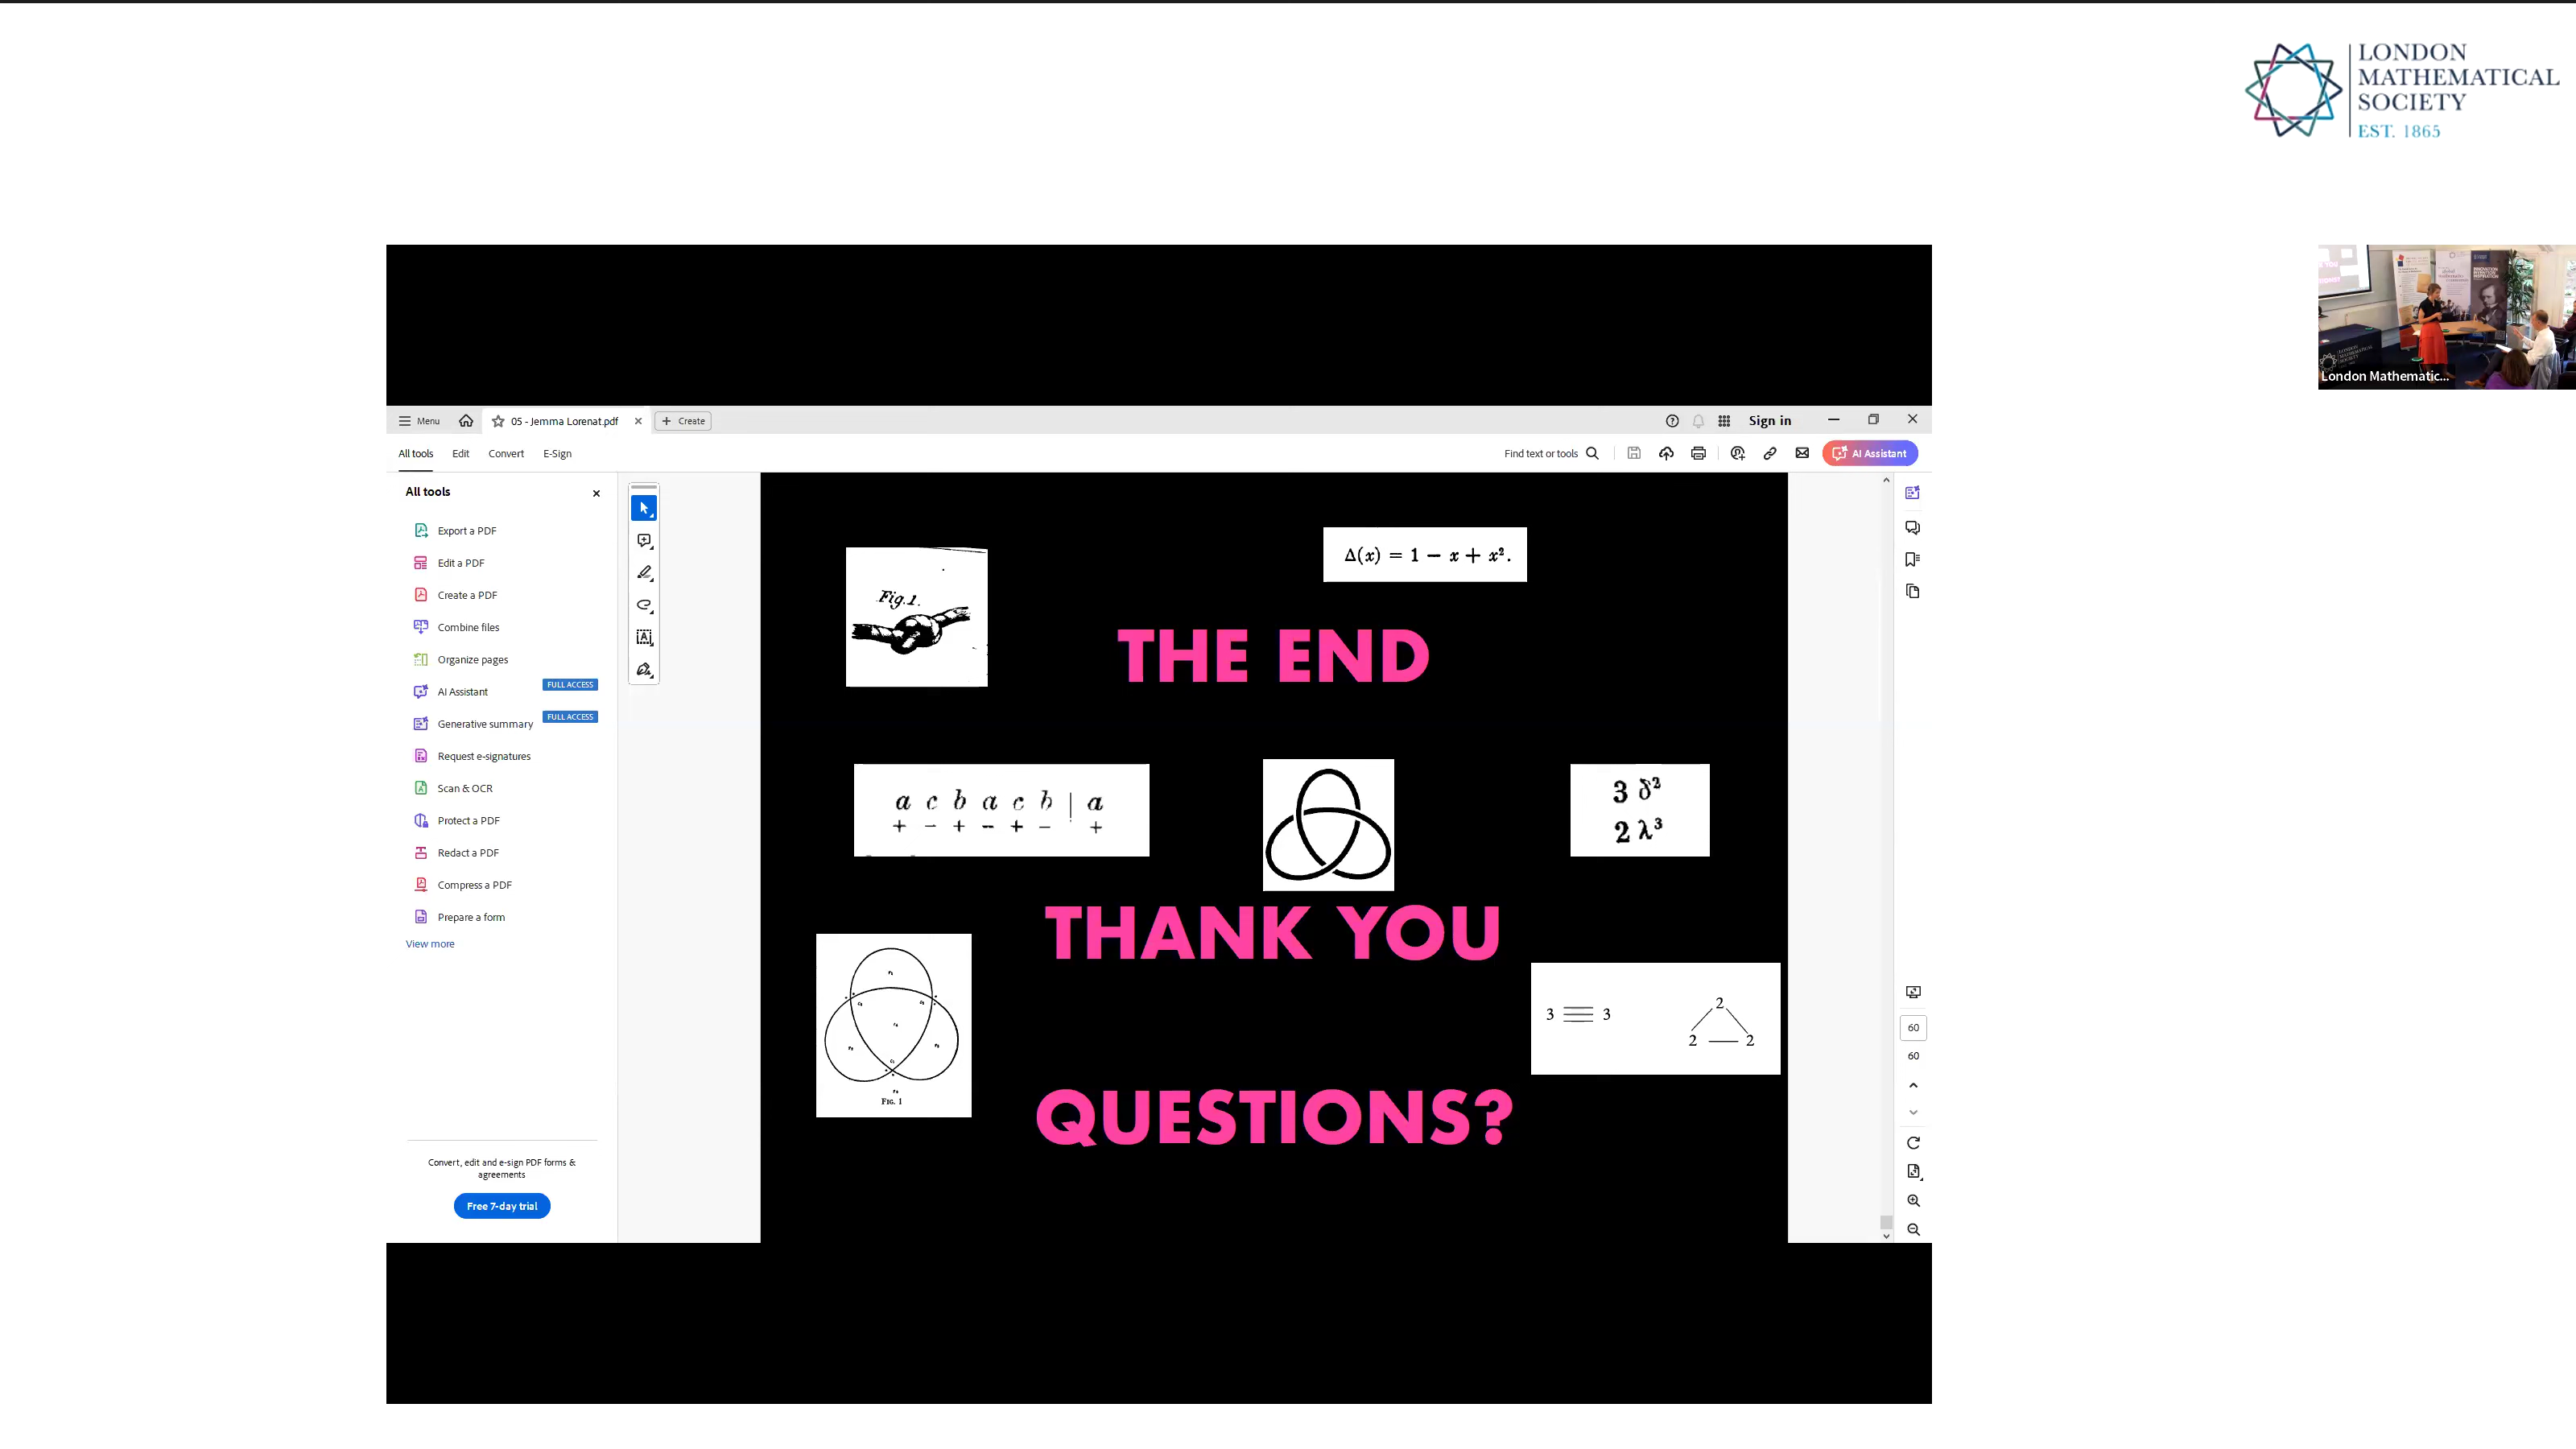 LONDON
MATHEMATICAL
SOCIETY
EST. 1865
London Mathematic...
Menu
05 - Jemma Lorenat.pdf
Create
Sign in
All tools
Edit
Convert
E-Sign
Find text or tools
AI Assistant
All tools
Export a PDF
Edit a PDF
Create a PDF
Combine files
Organize pages
AI Assistant
FULL ACCESS
Generative summary
FULL ACCESS
Request e-signatures
Scan & OCR
Protect a PDF
Redact a PDF
Compress a PDF
Prepare a form
View more
Convert, edit and e-sign PDF forms &
agreements
Free 7-day trial
Fig.1.
Δ(x) = 1 − x + x².
THE END
a c b a c b | a
+ − + − + − +
3 δ²
2 λ³
THANK YOU
FIG. 1
3 3
2
2 2
QUESTIONS?
60
60